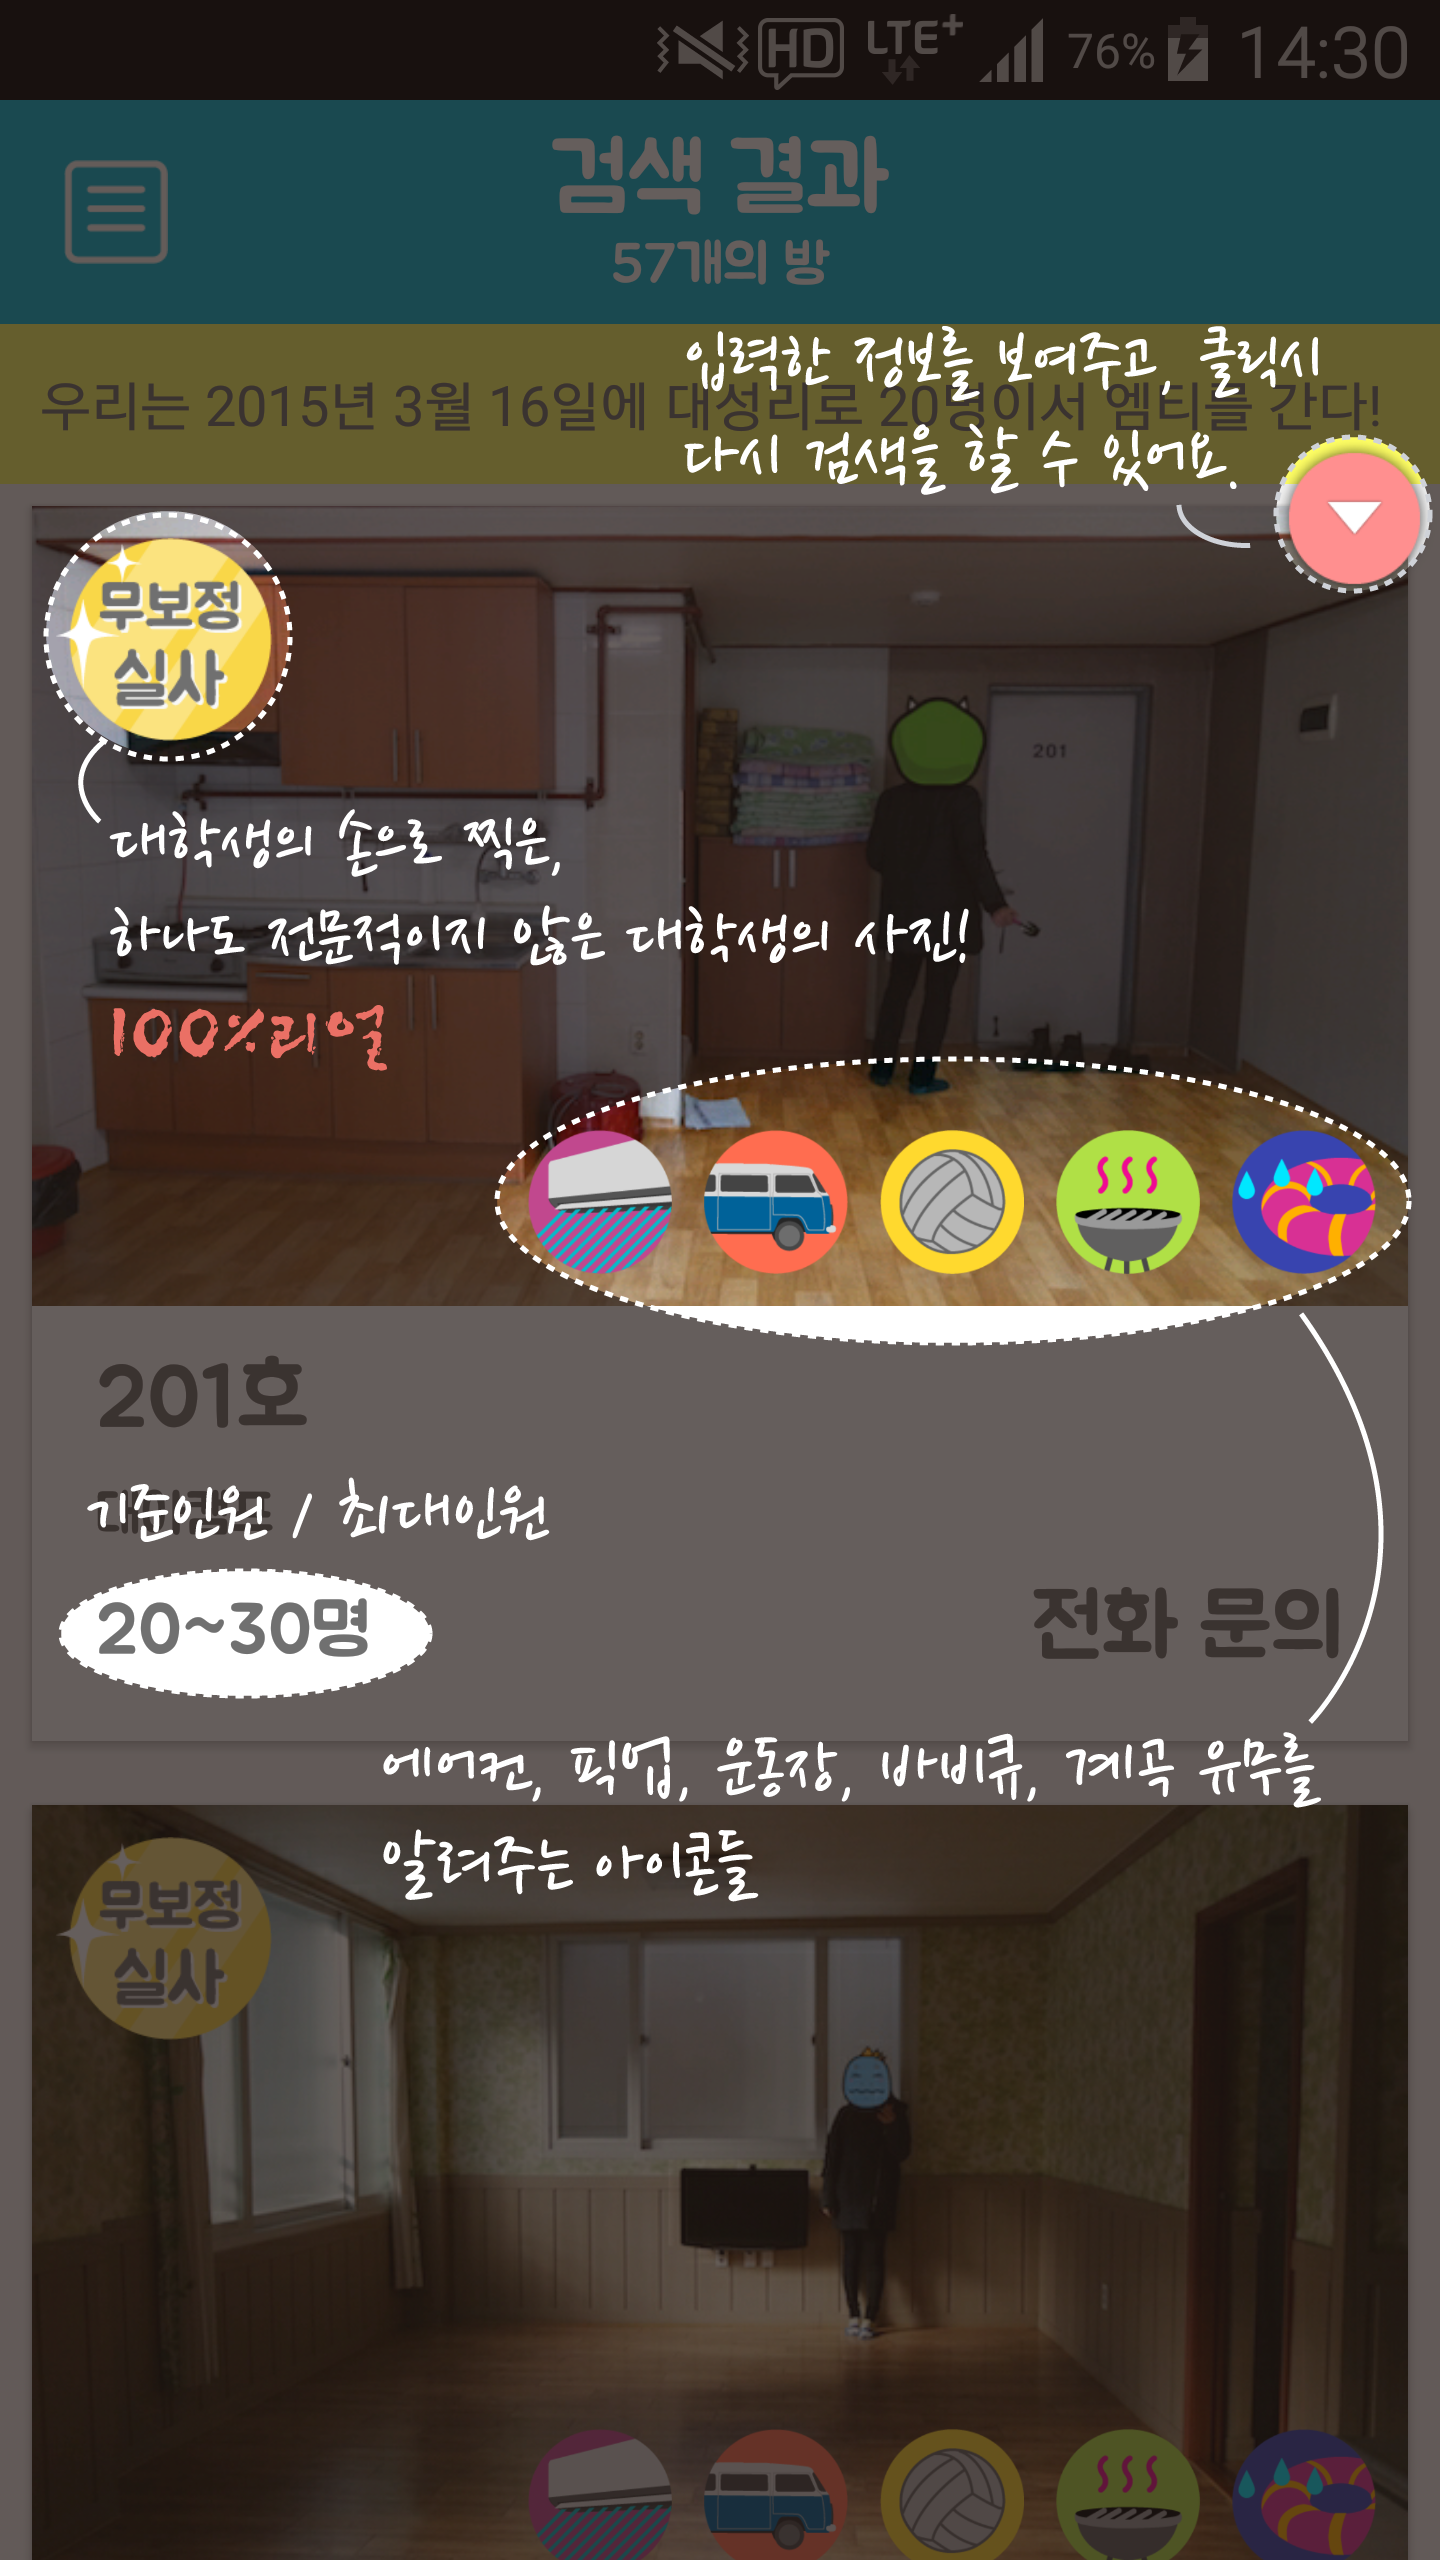 HD LTE+ 76% 14:30
검색 결과
57개의 방
입력한 정보를 보여주고, 클릭시
우리는 2015년 3월 16일에 대성리로 20명이서 엠티를 간다!
다시 검색을 할 수 있어요.
무보정
실사
201
대학생의 손으로 찍은,
하나도 전문적이지 않은 대학생의 사진!
100%리얼
201호
기준인원 / 최대인원
20~30명
전화 문의
에어컨, 픽업, 운동장, 바비큐, 계곡 유무를
알려주는 아이콘들
무보정
실사